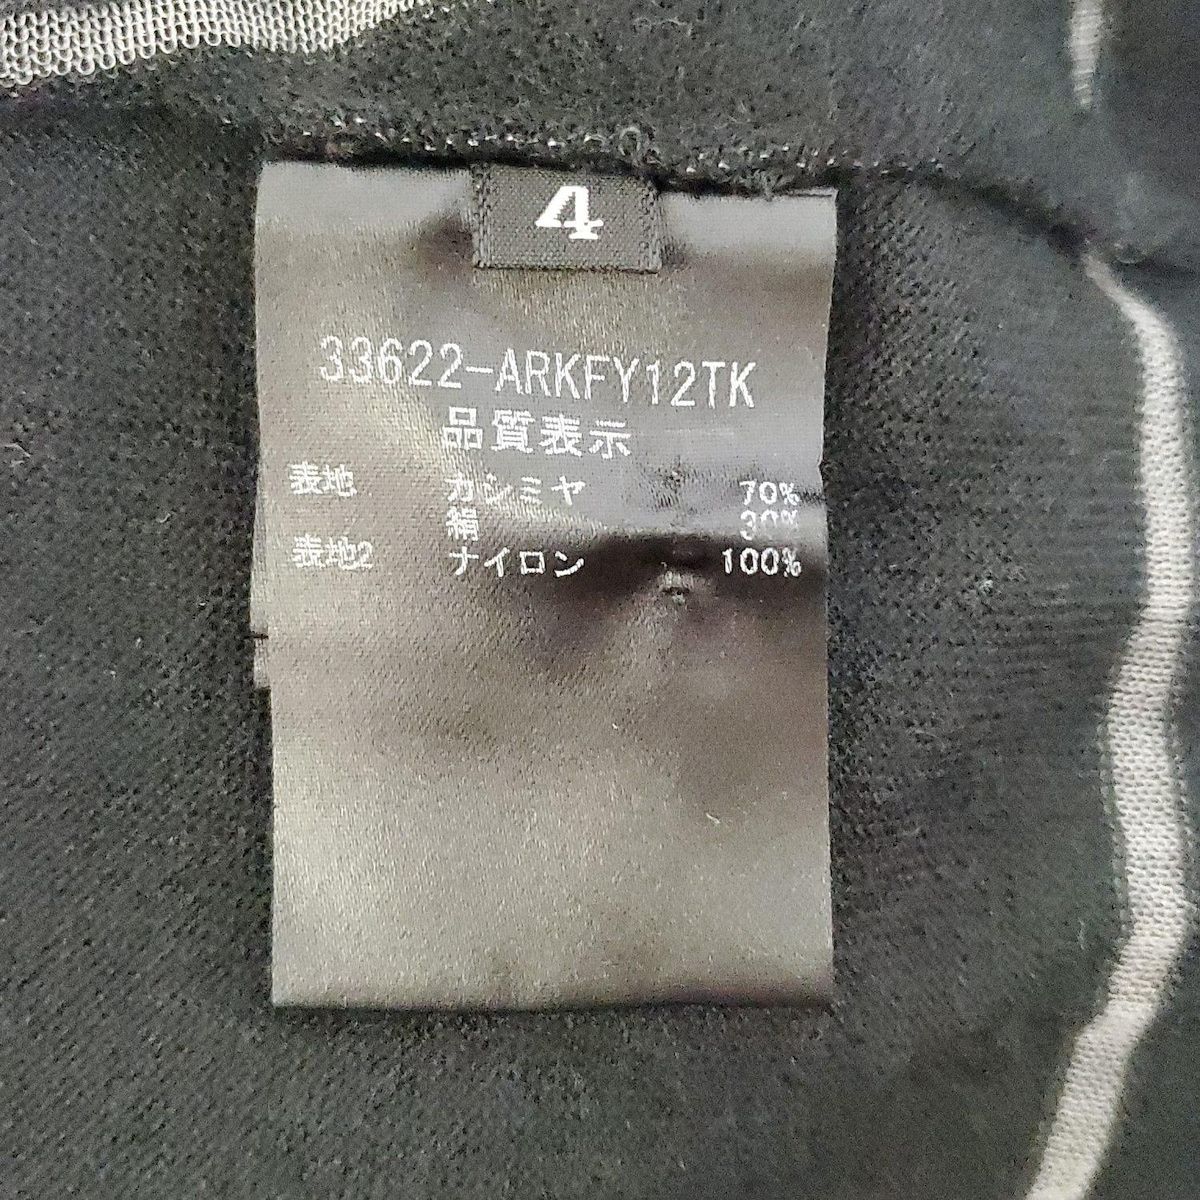 4
33622-ARKFY12TK
品質表示
表地 カシミヤ 70%
絹 30%
表地2 ナイロン 100%